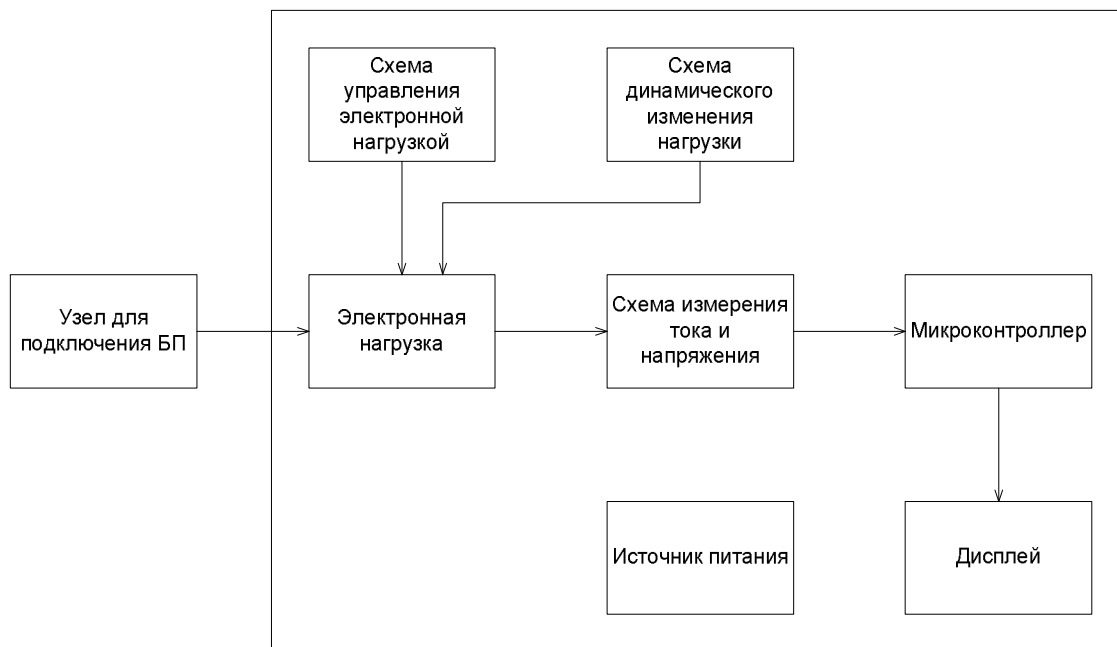 Схема
управления
электронной
нагрузкой
Схема
динамического
изменения
нагрузки
Узел для
подключения БП
Электронная
нагрузка
Схема измерения
тока и
напряжения
Микроконтроллер
Источник питания
Дисплей